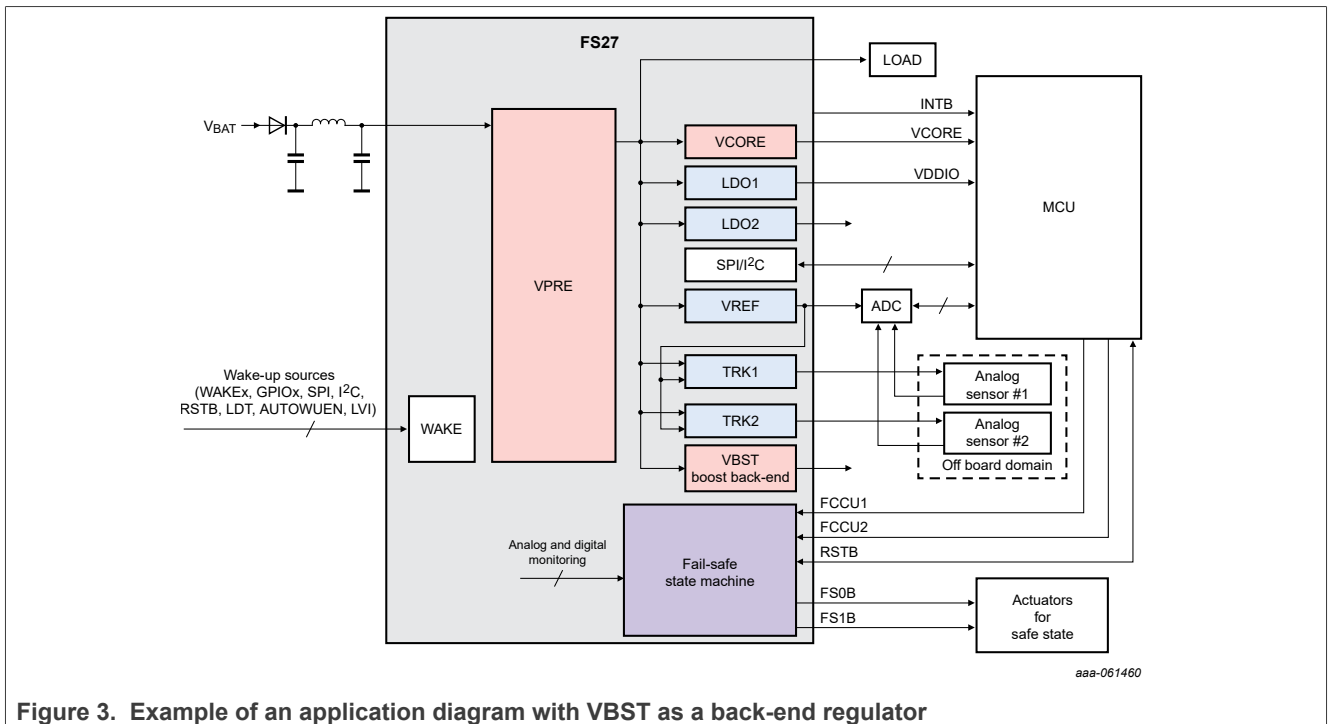 FS27
LOAD
VBAT
VPRE
VCORE
LDO1
LDO2
SPI/I2C
VREF
TRK1
TRK2
VBST
boost back-end
INTB
VCORE
VDDIO
MCU
ADC
Analog
sensor #1
Analog
sensor #2
Off board domain
Wake-up sources
(WAKEx, GPIOx, SPI, I2C,
RSTB, LDT, AUTOWUEN, LVI)
WAKE
Analog and digital
monitoring
Fail-safe
state machine
FCCU1
FCCU2
RSTB
FS0B
FS1B
Actuators
for
safe state
aaa-061460
Figure 3. Example of an application diagram with VBST as a back-end regulator